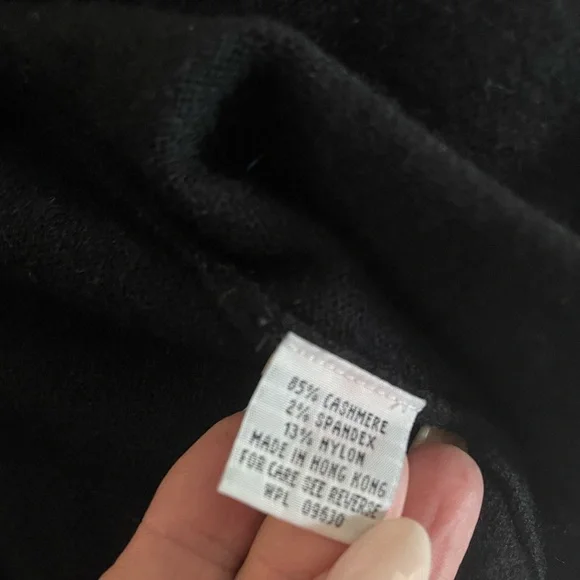 85% CASHMERE
2% SPANDEX
13% NYLON
MADE IN HONG KONG
FOR CARE SEE REVERSE
WPL 09630